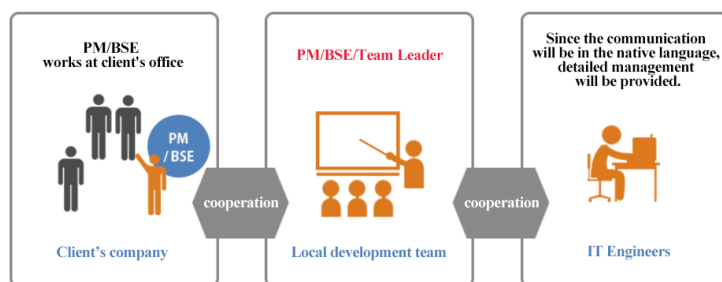 PM/BSE
works at client's office
PM
/BSE
Client's company
cooperation
PM/BSE/Team Leader
Local development team
cooperation
Since the communication
will be in the native language,
detailed management
will be provided.
IT Engineers